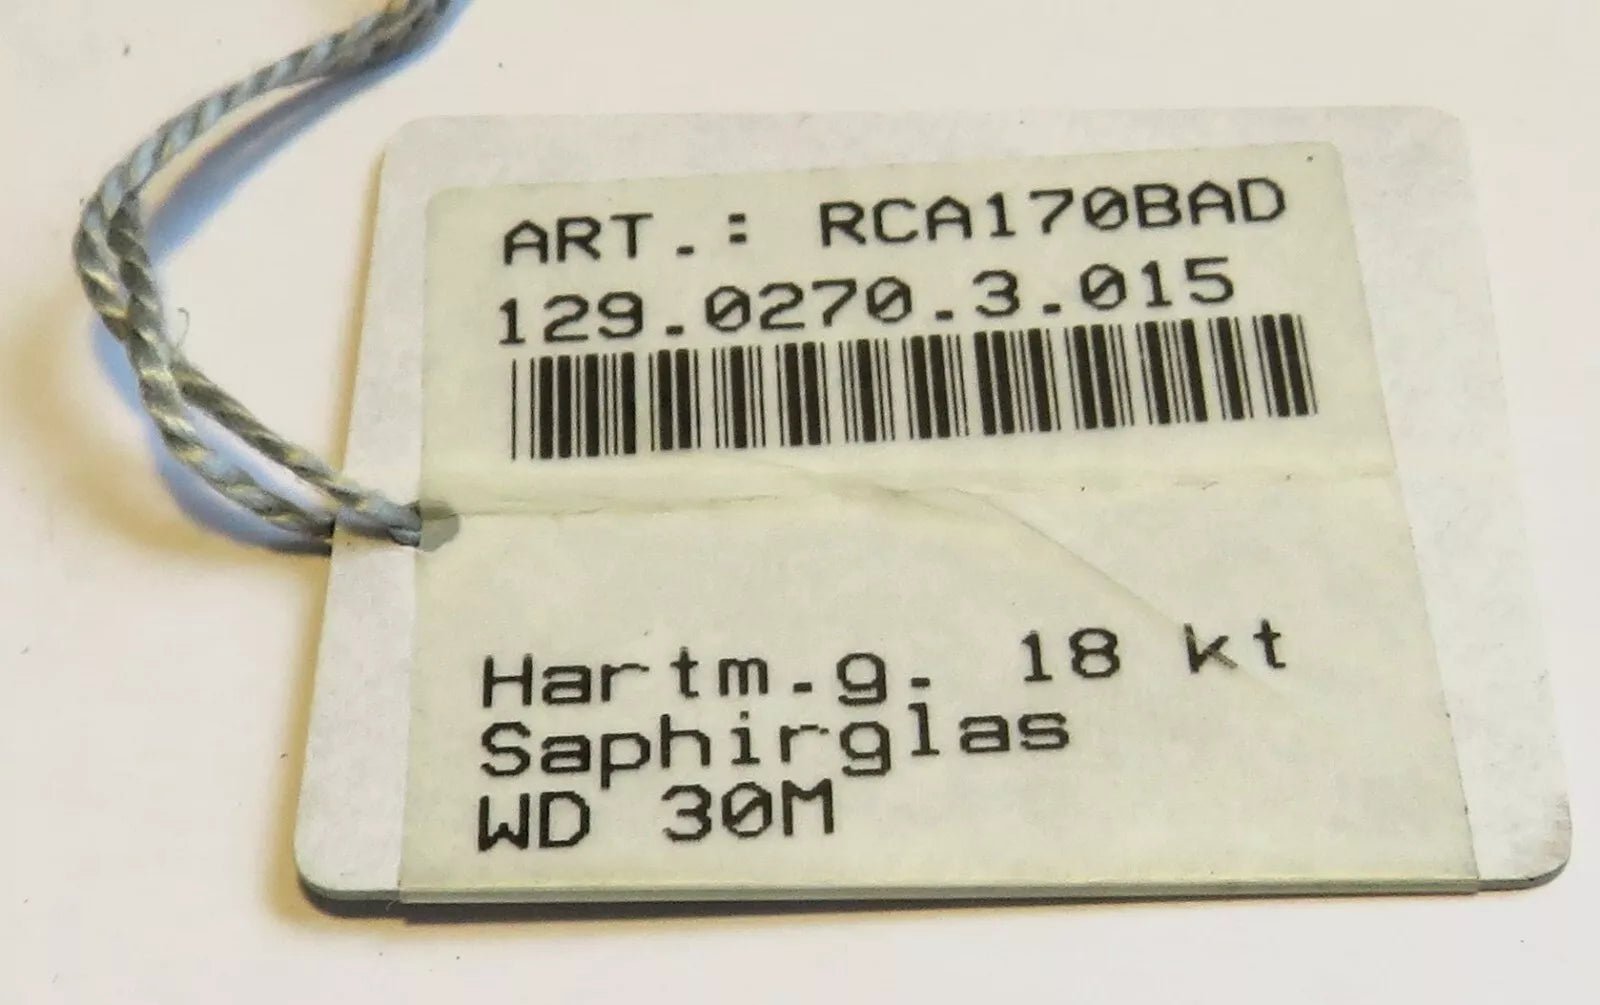 ART.: RCA170BAD
129.0270.3.015
Hartm.g. 18 kt
Saphirglas
WD 30M